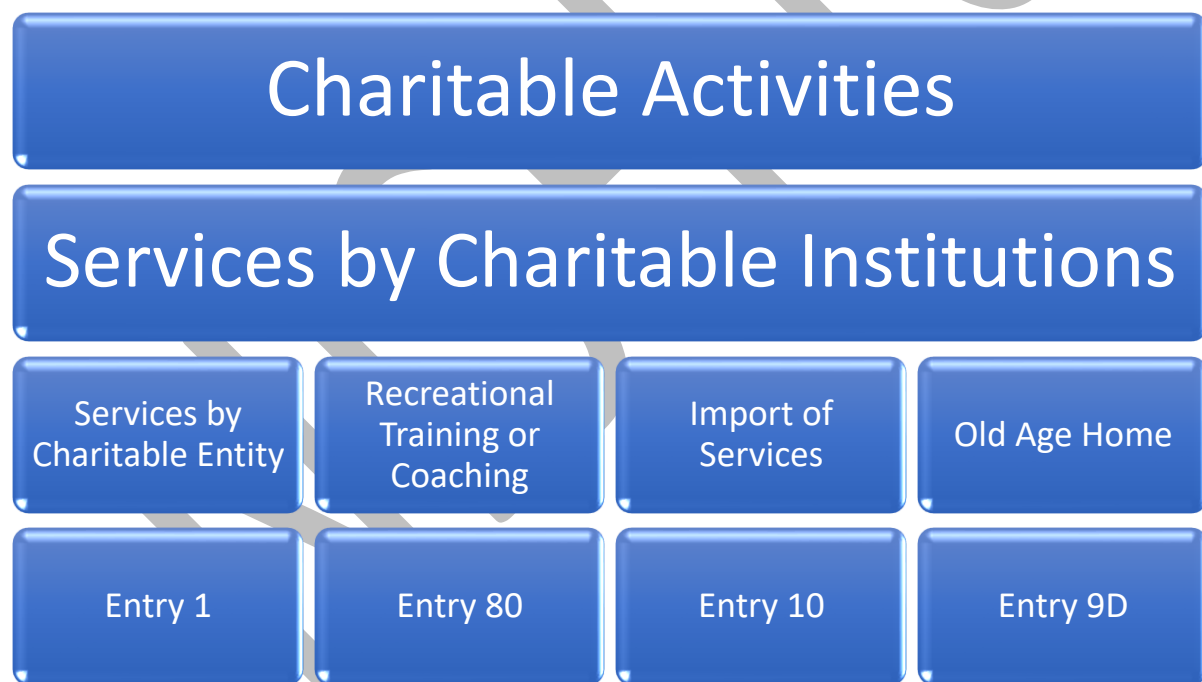 Charitable Activities
Services by Charitable Institutions
Services by
Charitable Entity
Recreational
Training or
Coaching
Import of
Services
Old Age Home
Entry 1
Entry 80
Entry 10
Entry 9D